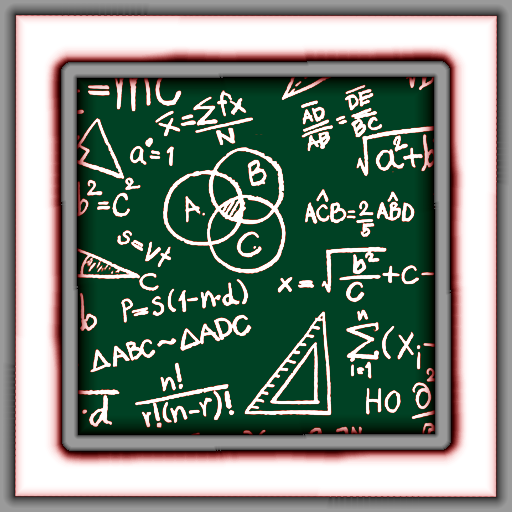 =mc
x̄ = Σfx / N
AD / AB = DE / BC
a° = 1
√a²+b
A
B
C
b² = c²
AĈB = 2/5 AB̂D
s = vt
C
x = √b²/c + c -
b
P = S(1-n·d)
ΔABC ~ ΔADC
n Σ i=1 (x i -
·d
n! / r!(n-r)!
HO